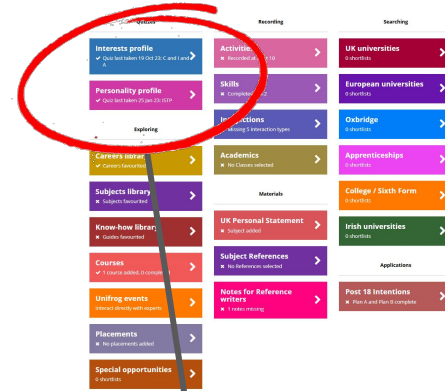 Quizzes
Interests profile
✔ Quiz last taken 19 Oct 23: C and I and
A
Personality profile
✔ Quiz last taken 25 Jan 23: ISTP
Exploring
Careers library
✔ Careers favourited
Subjects library
✖ Subjects favourited
Know-how library
✖ Guides favourited
Courses
✔ 1 course added, 0 complete
Unifrog events
Interact directly with experts
Placements
✖ No placements added
Special opportunities
0 shortlists
Recording
Activities
✖ Recorded at 10
Skills
✖ Completed
Interactions
✖ Missing 5 Interaction types
Academics
✖ No Classes selected
Materials
UK Personal Statement
✖ Subject added
Subject References
✖ No References selected
Notes for Reference
writers
✖ 1 notes missing
Searching
UK universities
0 shortlists
European universities
0 shortlists
Oxbridge
0 shortlists
Apprenticeships
0 shortlists
College / Sixth Form
0 shortlists
Irish universities
0 shortlists
Applications
Post 18 Intentions
✖ Plan A and Plan B complete